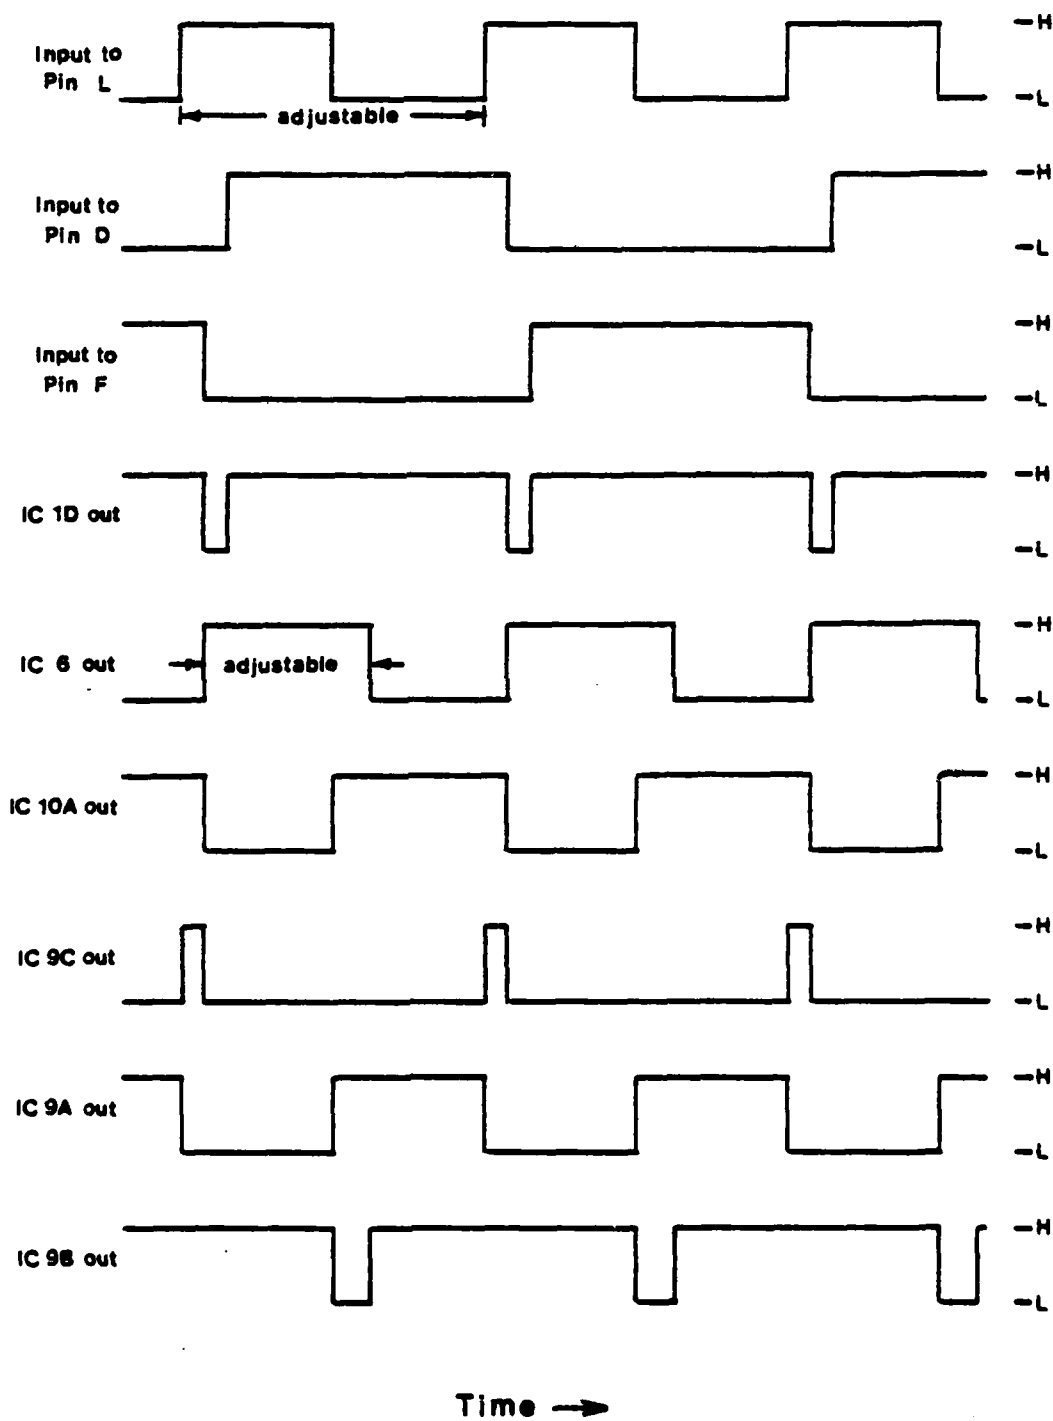 Input to
Pin L
–H
–L
adjustable
Input to
Pin D
–H
–L
Input to
Pin F
–H
–L
IC 1D out
–H
–L
IC 6 out
adjustable
–H
–L
IC 10A out
–H
–L
IC 9C out
–H
–L
IC 9A out
–H
–L
IC 9B out
–H
–L
Time